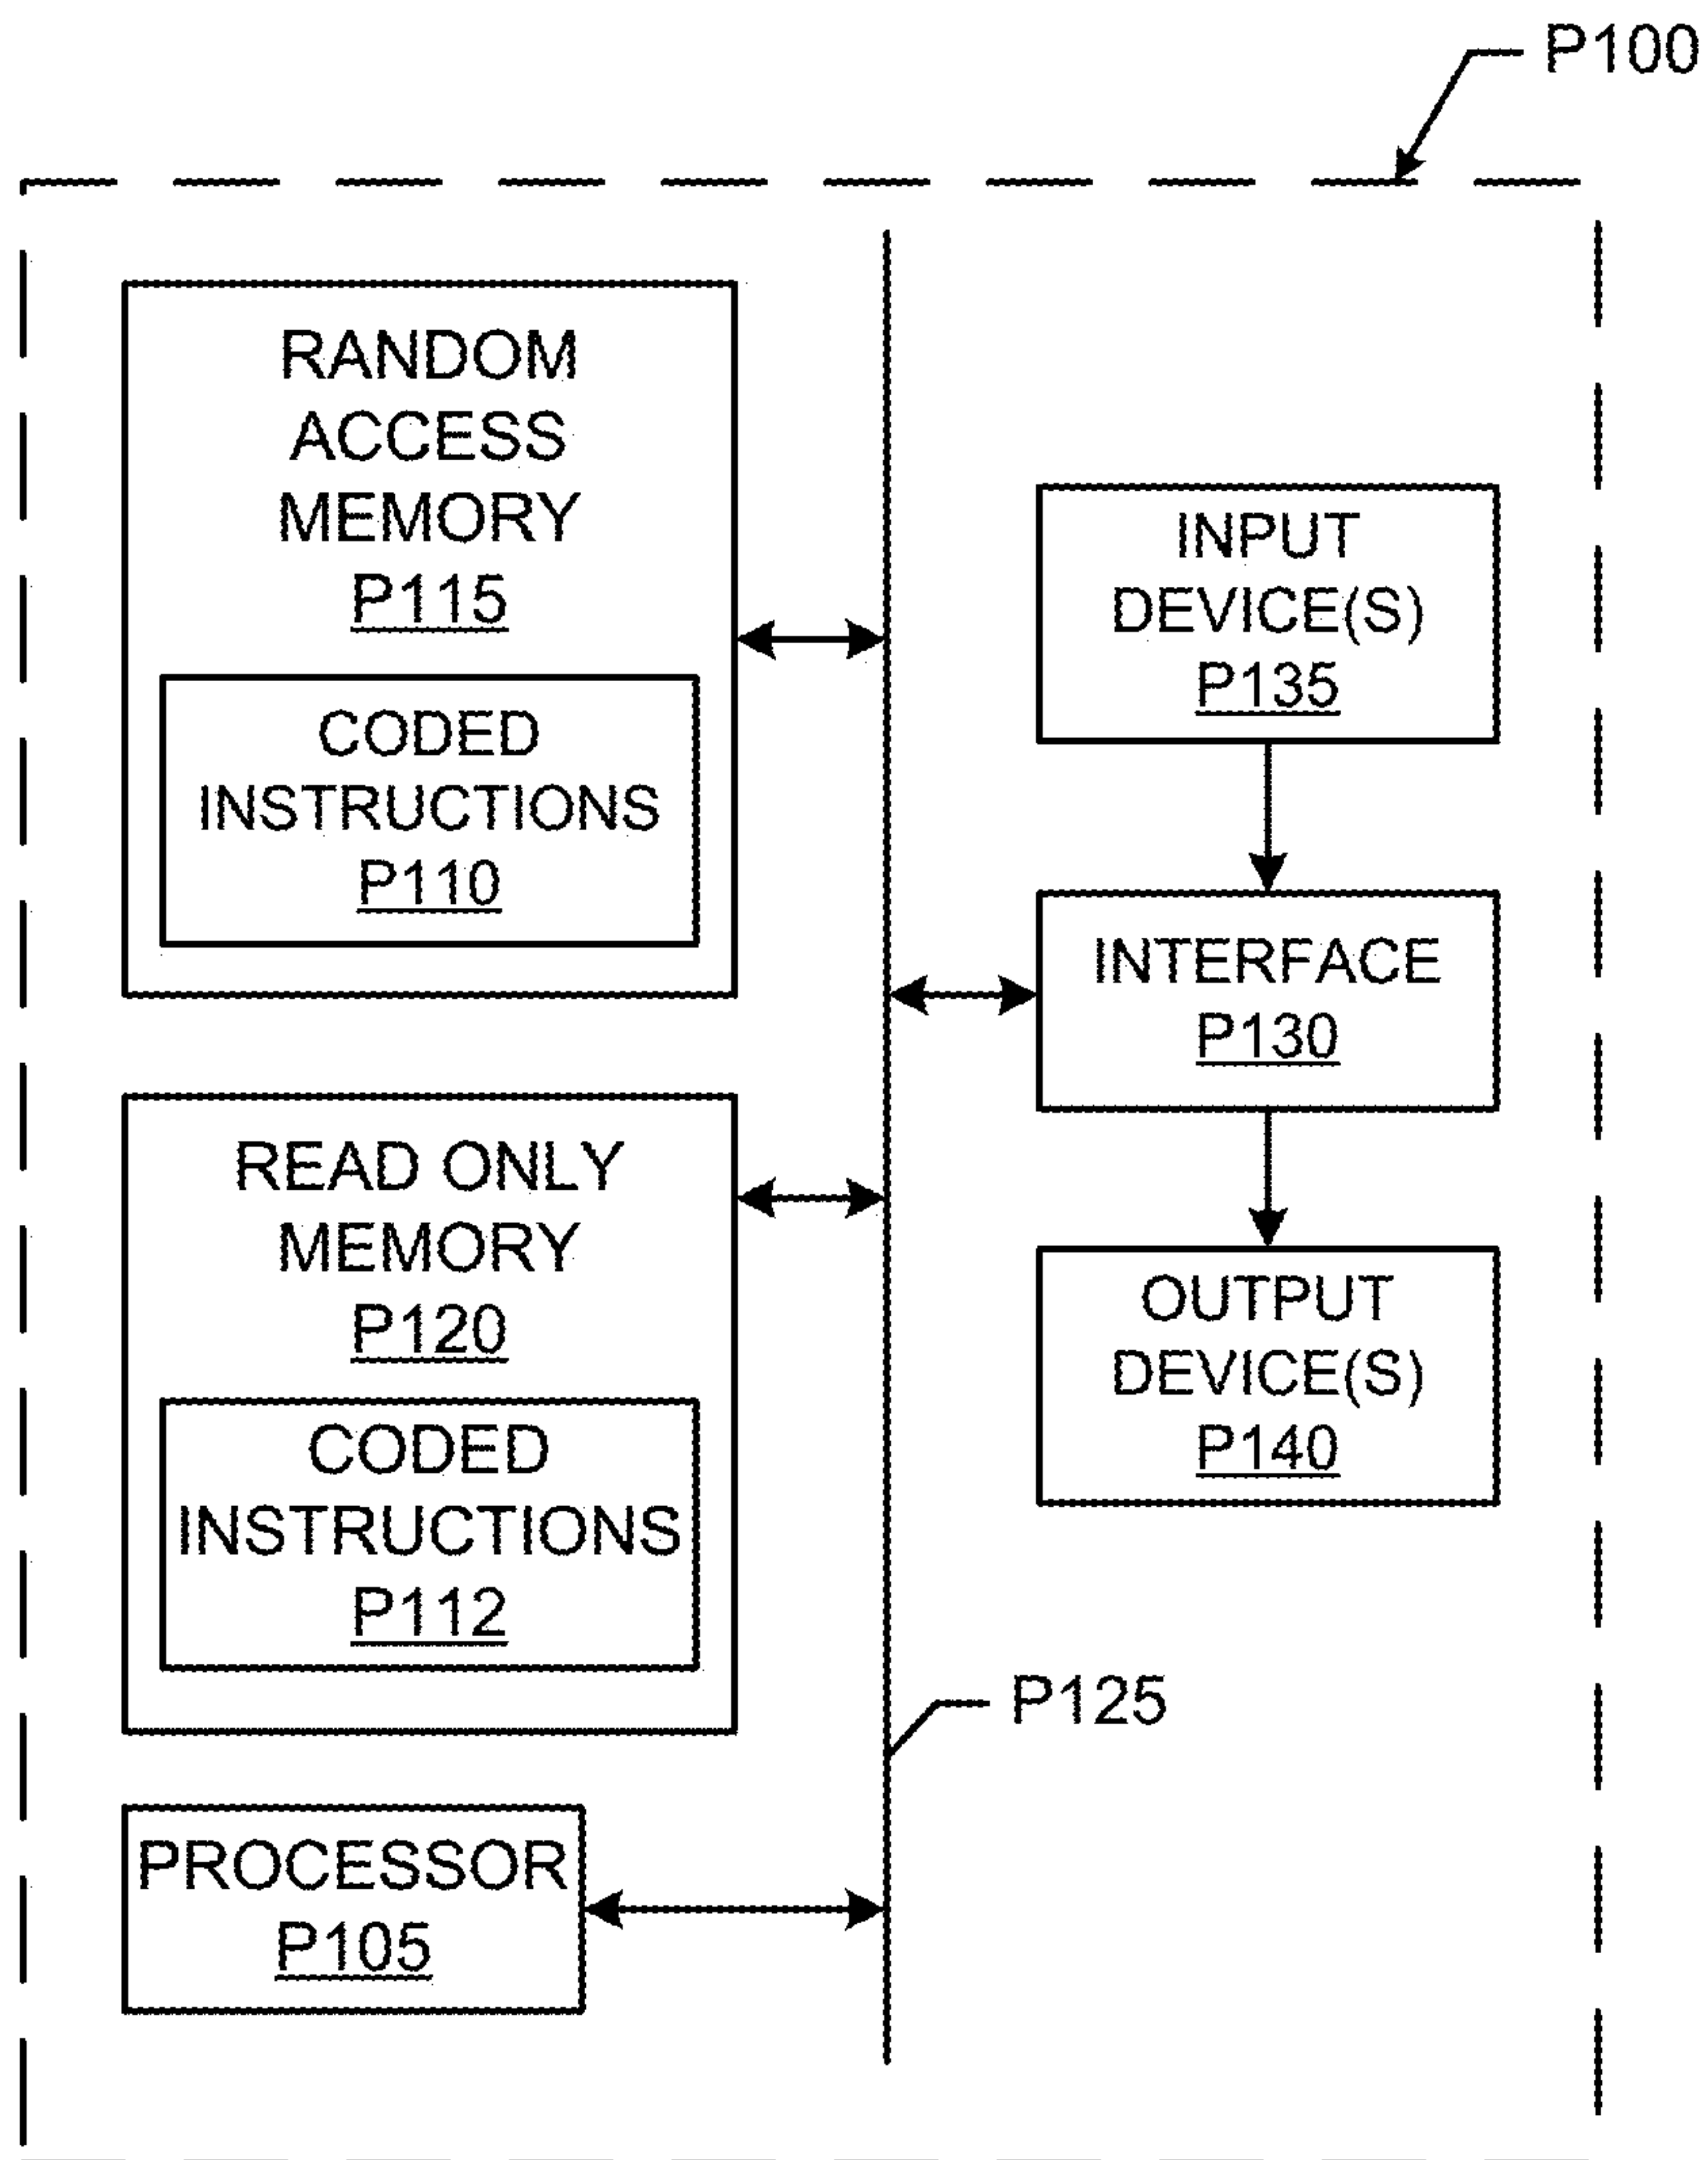 P100
RANDOM
ACCESS
MEMORY
P115
CODED
INSTRUCTIONS
P110
READ ONLY
MEMORY
P120
CODED
INSTRUCTIONS
P112
PROCESSOR
P105
INPUT
DEVICE(S)
P135
INTERFACE
P130
OUTPUT
DEVICE(S)
P140
P125